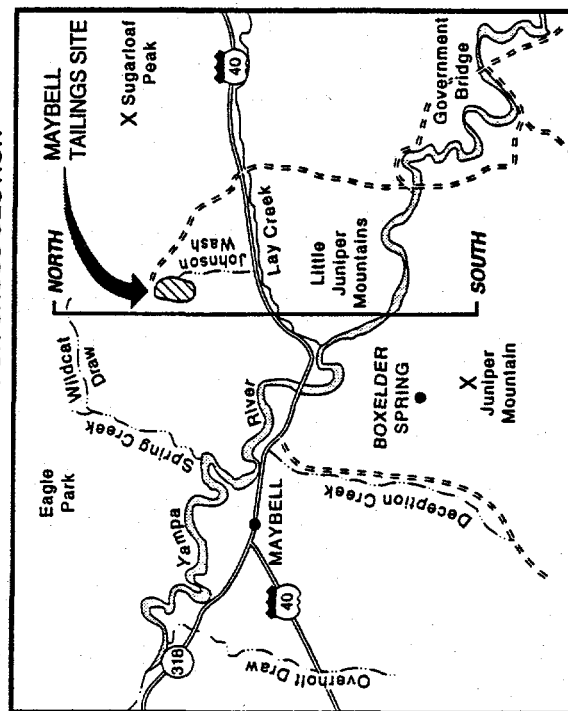 MAYBELL
TAILINGS SITE
X Sugarloaf
Peak
40
NORTH
Wildcat
Draw
Eagle
Park
Spring Creek
Johnson
Wash
Lay Creek
Little
Juniper
Mountains
Government
Bridge
SOUTH
Yampa
River
BOXELDER
SPRING
X
Juniper
Mountain
MAYBELL
Deception Creek
318
40
Overholt Draw